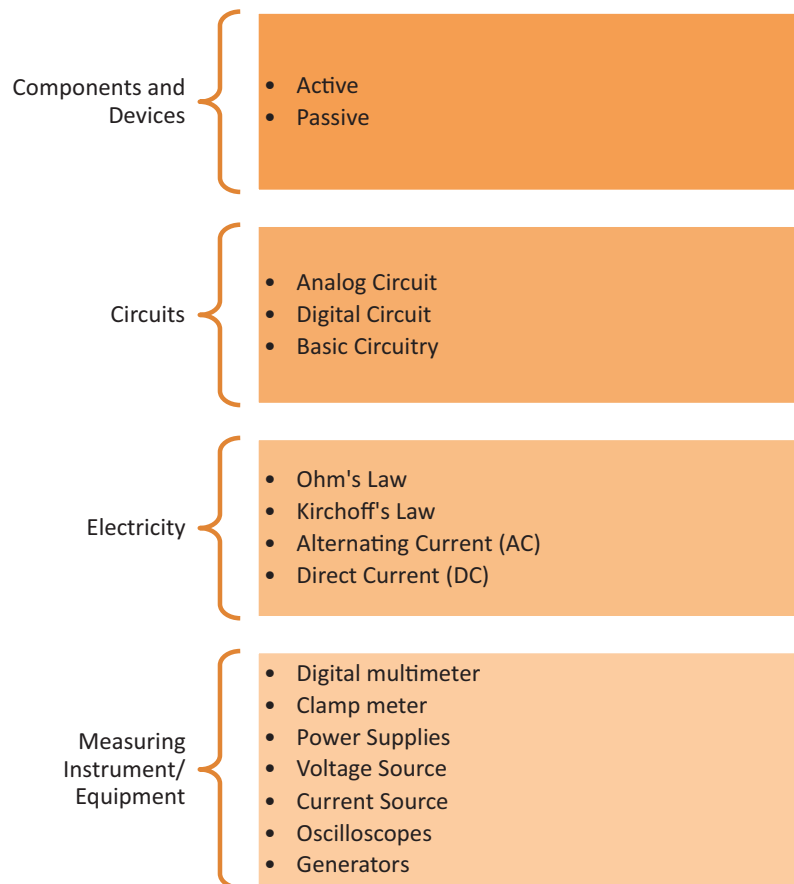 Components and
Devices
• Active
• Passive
Circuits
• Analog Circuit
• Digital Circuit
• Basic Circuitry
Electricity
• Ohm's Law
• Kirchoff's Law
• Alternating Current (AC)
• Direct Current (DC)
Measuring
Instrument/
Equipment
• Digital multimeter
• Clamp meter
• Power Supplies
• Voltage Source
• Current Source
• Oscilloscopes
• Generators